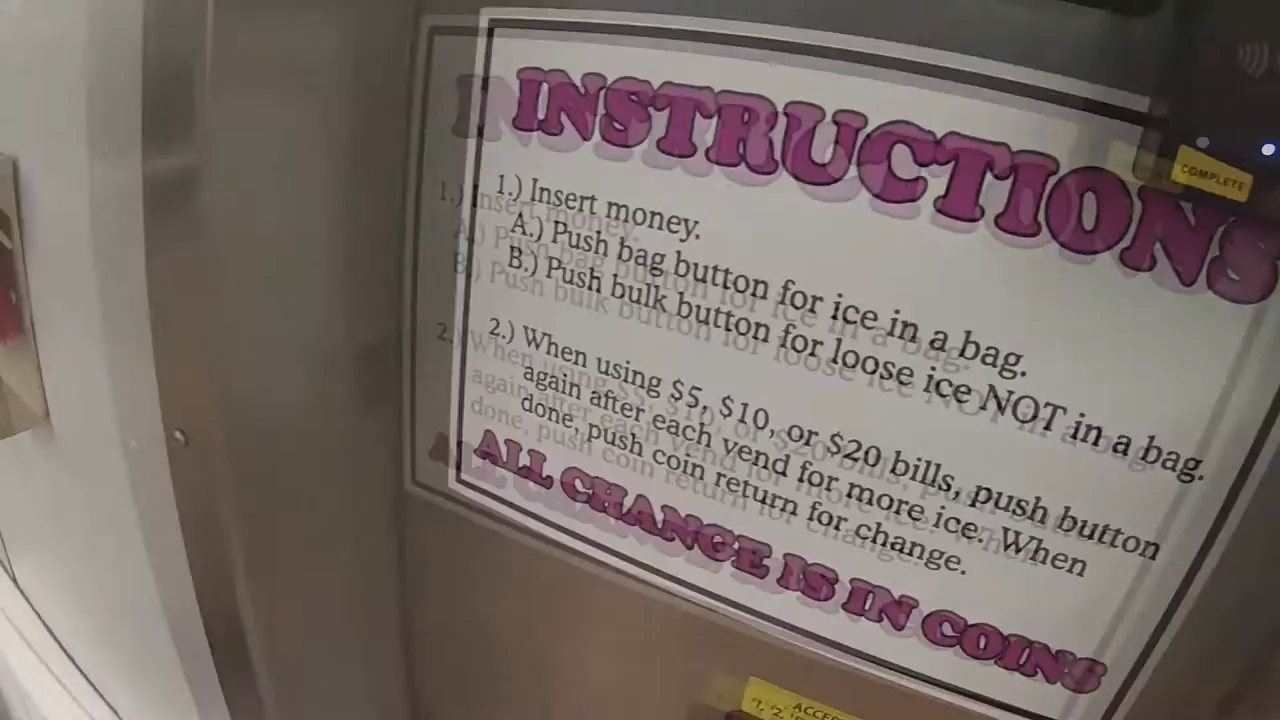 INSTRUCTIONS
COMPLETE
1.) Insert money.
A.) Push bag button for ice in a bag.
B.) Push bulk button for loose ice NOT in a bag.
2.) When using $5, $10, or $20 bills, push button
again after each vend for more ice. When
done, push coin return for change.
ALL CHANGE IS IN COINS